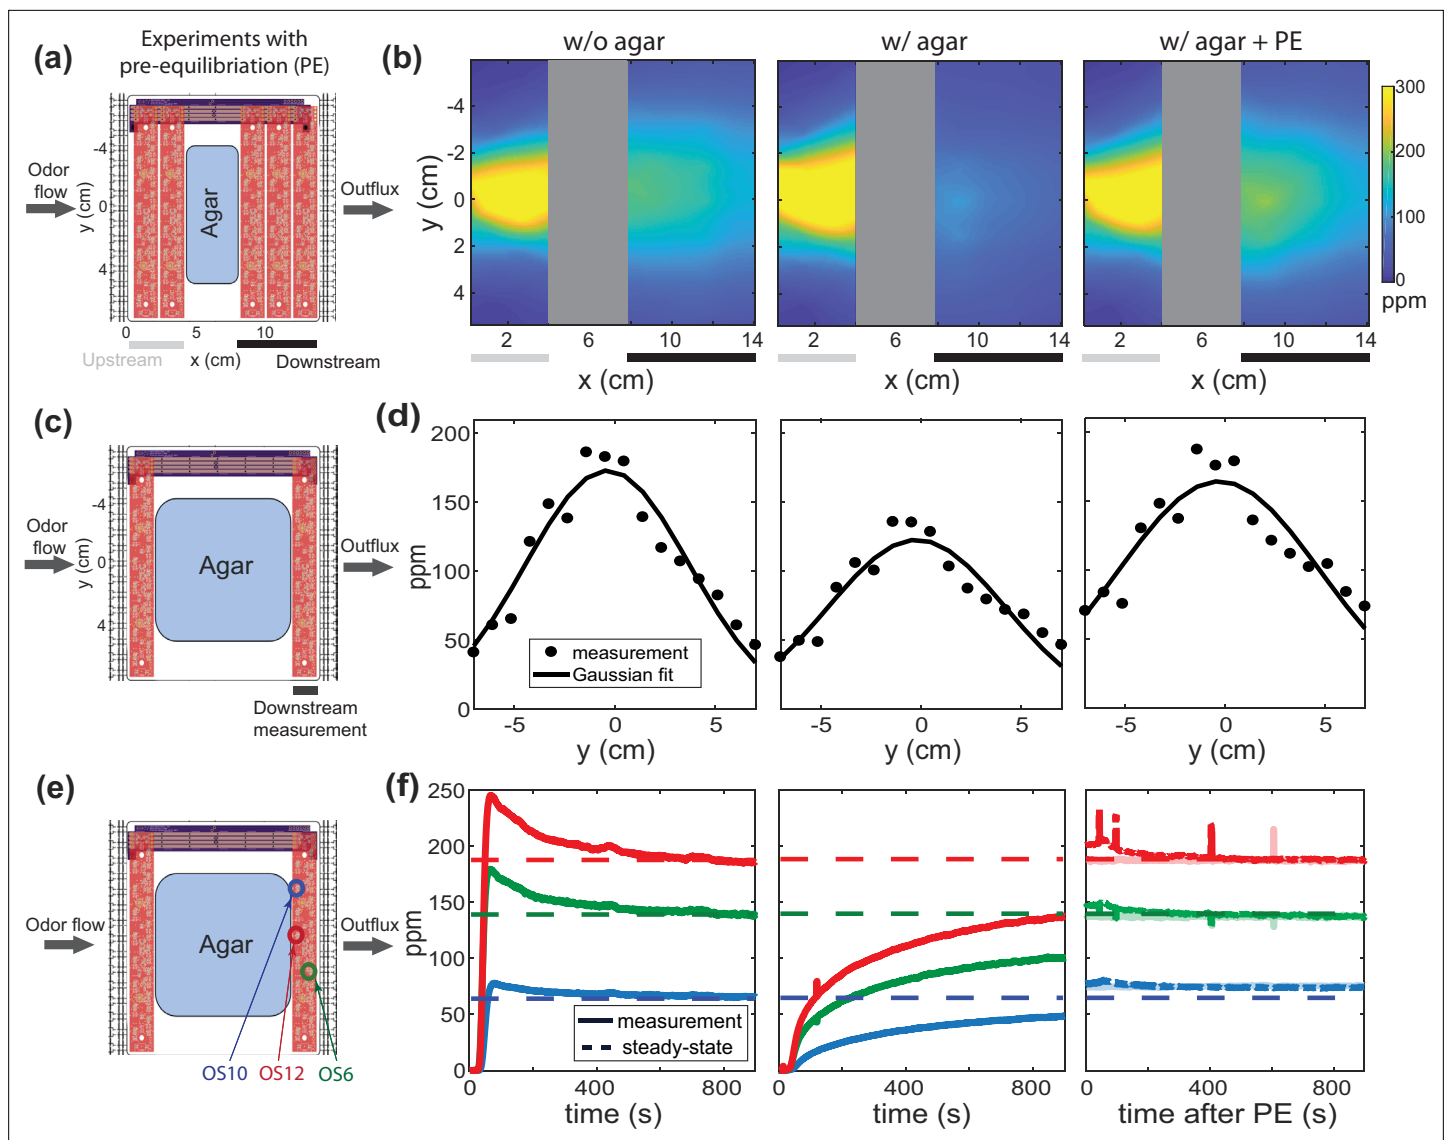 (a)
Experiments with
pre-equilibriation (PE)
Odor
flow
y (cm)
-4
0
4
Agar
Outflux
0
5
10
Upstream
x (cm)
Downstream
(b)
w/o agar
w/ agar
w/ agar + PE
y (cm)
-4
-2
0
2
4
2
6
10
14
x (cm)
2
6
10
14
x (cm)
2
6
10
14
x (cm)
300
200
100
0
ppm
(c)
Odor
flow
y (cm)
-4
0
4
Agar
Outflux
Downstream
measurement
(d)
ppm
200
150
100
50
0
measurement
Gaussian fit
-5
0
5
y (cm)
-5
0
5
y (cm)
-5
0
5
y (cm)
(e)
Odor flow
Agar
Outflux
OS10
OS12
OS6
(f)
ppm
250
200
150
100
50
0
measurement
steady-state
0
400
800
time (s)
0
400
800
time (s)
0
400
800
time after PE (s)